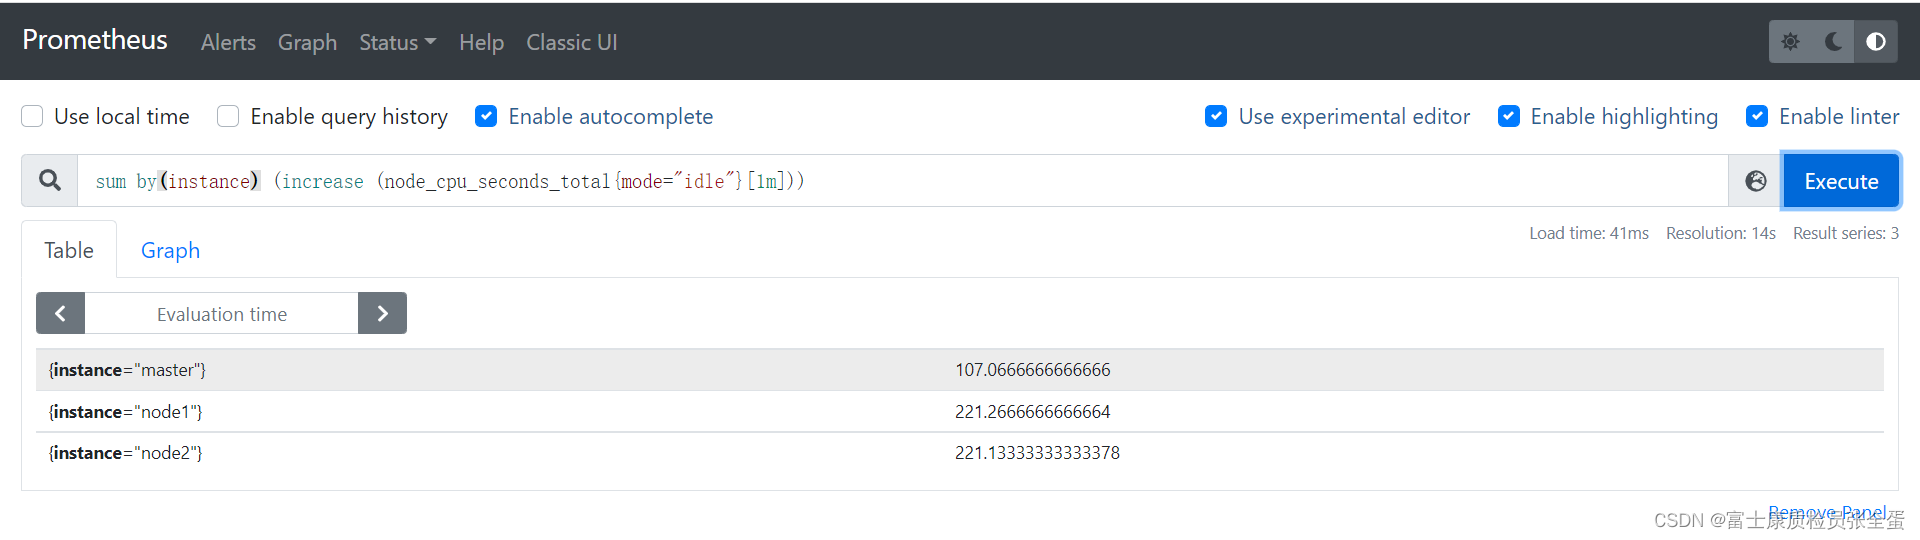 Prometheus Alerts Graph Status Help Classic UI
Use local time Enable query history Enable autocomplete Use experimental editor Enable highlighting Enable linter
sum by(instance) (increase (node_cpu_seconds_total{mode="idle"}[1m])) Execute
Load time: 41ms Resolution: 14s Result series: 3
Table Graph
Evaluation time
{instance="master"} 107.0666666666666
{instance="node1"} 221.2666666666664
{instance="node2"} 221.13333333333378
Remove Panel
CSDN @富士康质检员张全蛋